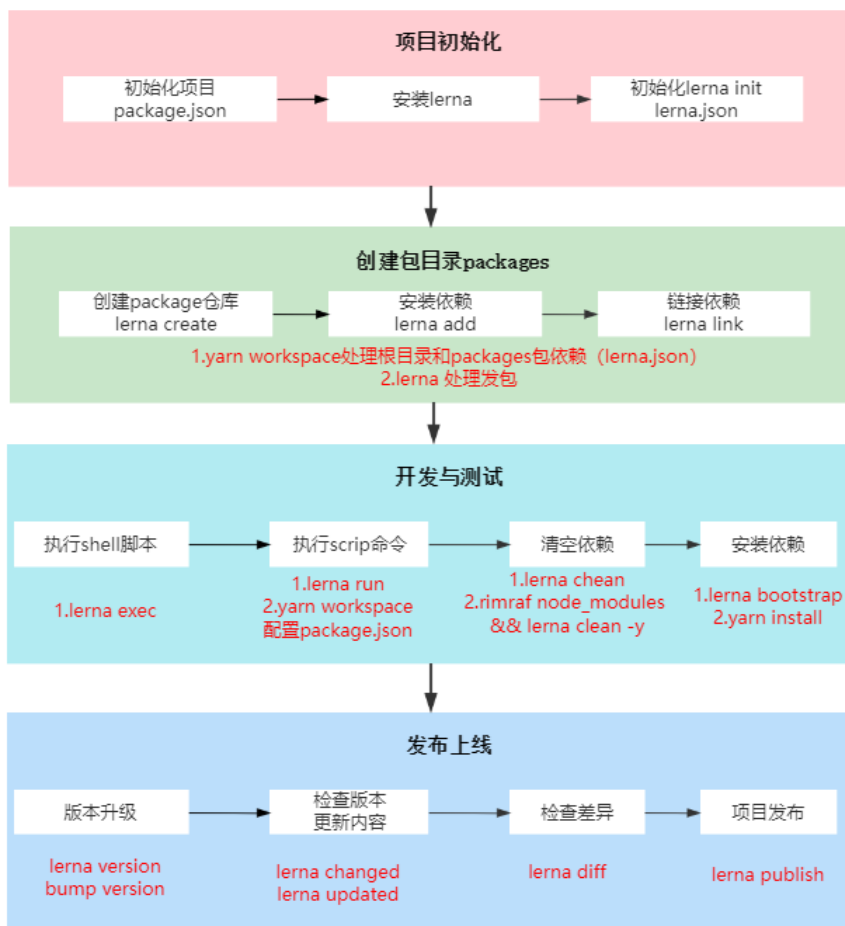 项目初始化
初始化项目
package.json
安装lerna
初始化lerna init
lerna.json
创建包目录packages
创建package仓库
lerna create
安装依赖
lerna add
链接依赖
lerna link
1.yarn workspace处理根目录和packages包依赖（lerna.json）
2.lerna 处理发包
开发与测试
执行shell脚本
执行scrip命令
清空依赖
安装依赖
1.lerna exec
1.lerna run
2.yarn workspace
配置package.json
1.lerna chean
2.rimraf node_modules
&& lerna clean -y
1.lerna bootstrap
2.yarn install
发布上线
版本升级
检查版本
更新内容
检查差异
项目发布
lerna version
bump version
lerna changed
lerna updated
lerna diff
lerna publish